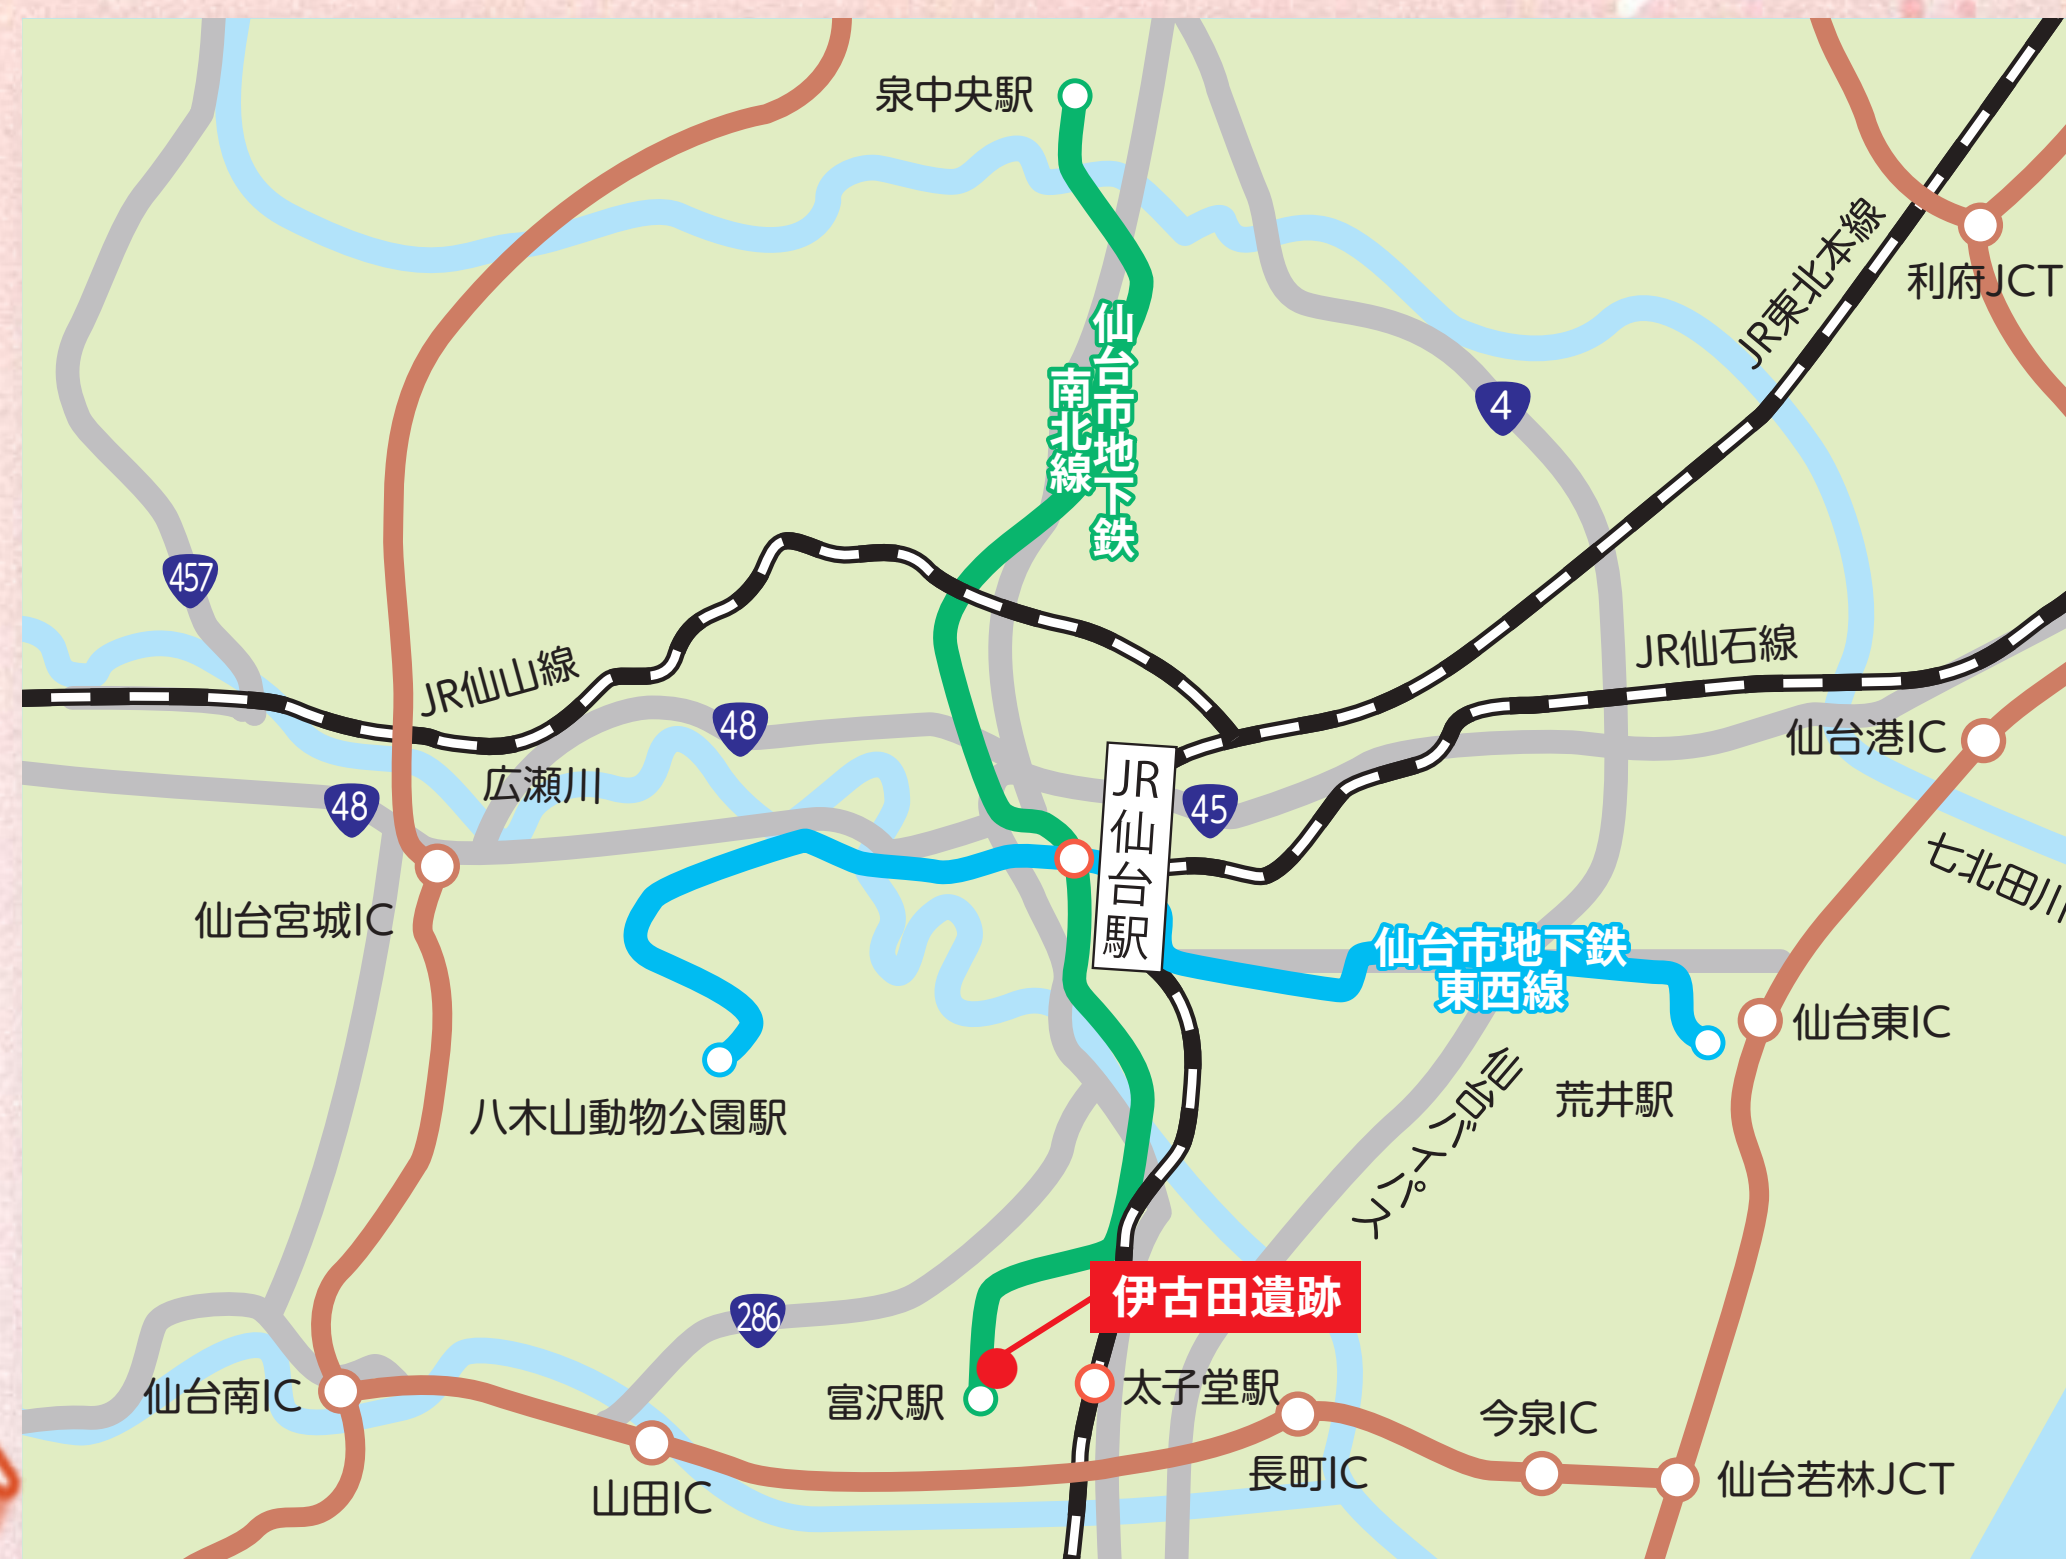 泉中央駅
利府JCT
JR東北本線
仙台市地下鉄
南北線
4
457
JR仙山線
JR仙石線
48
仙台港IC
広瀬川
48
JR仙台駅
45
七北田川
仙台宮城IC
仙台市地下鉄
東西線
仙台東IC
八木山動物公園駅
荒井駅
仙台バイパス
伊古田遺跡
286
仙台南IC
富沢駅
太子堂駅
今泉IC
山田IC
長町IC
仙台若林JCT